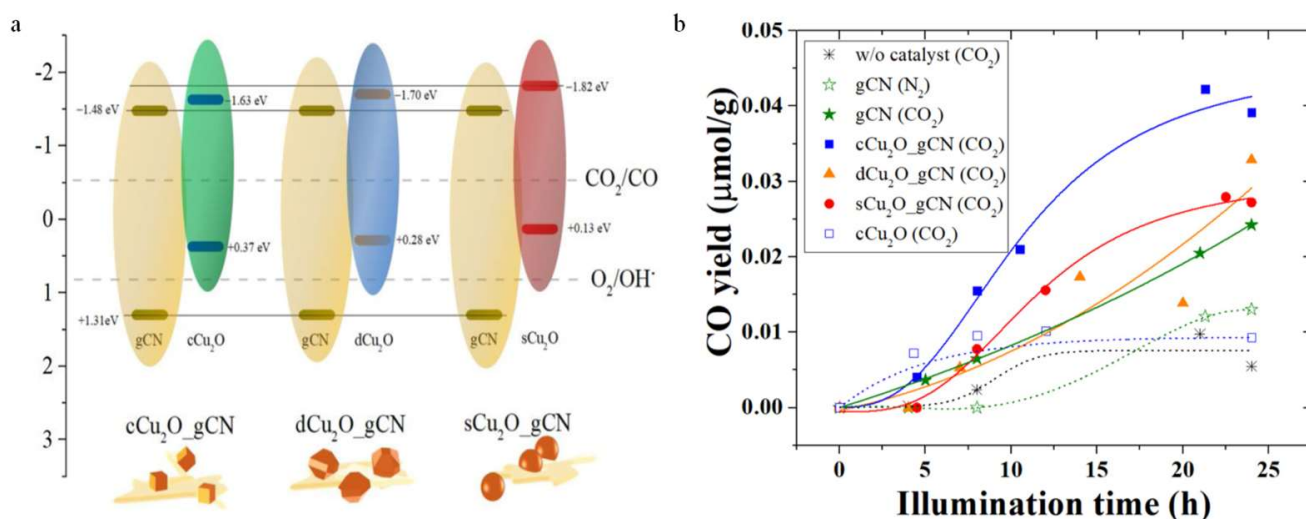 a
-2
-1
0
1
2
3
−1.48 eV
−1.63 eV
−1.70 eV
−1.82 eV
CO₂/CO
+0.37 eV
+0.28 eV
+0.13 eV
O₂/OH⁻
+1.31eV
gCN
cCu₂O
gCN
dCu₂O
gCN
sCu₂O
cCu₂O_gCN
dCu₂O_gCN
sCu₂O_gCN
b
CO yield (μmol/g)
0.05
0.04
0.03
0.02
0.01
0.00
w/o catalyst (CO₂)
gCN (N₂)
gCN (CO₂)
cCu₂O_gCN (CO₂)
dCu₂O_gCN (CO₂)
sCu₂O_gCN (CO₂)
cCu₂O (CO₂)
0 5 10 15 20 25
Illumination time (h)